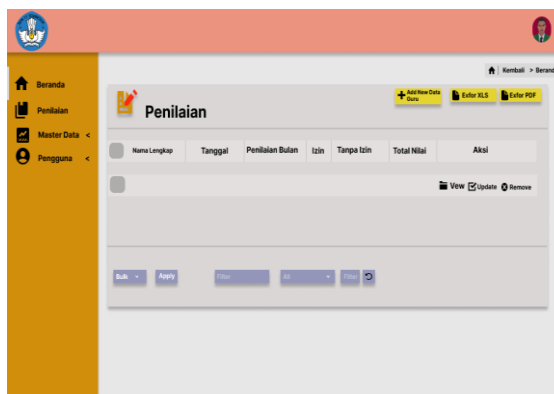 Kembali > Berand
Beranda
Penilaian
Master Data <
Pengguna <
Penilaian
Add New Data
Guru
Exfor XLS
Exfor PDF
Nama Lengkap Tanggal Penilaian Bulan Izin Tanpa Izin Total Nilai Aksi
Vew Update Remove
Bulk Apply Filter All Filter